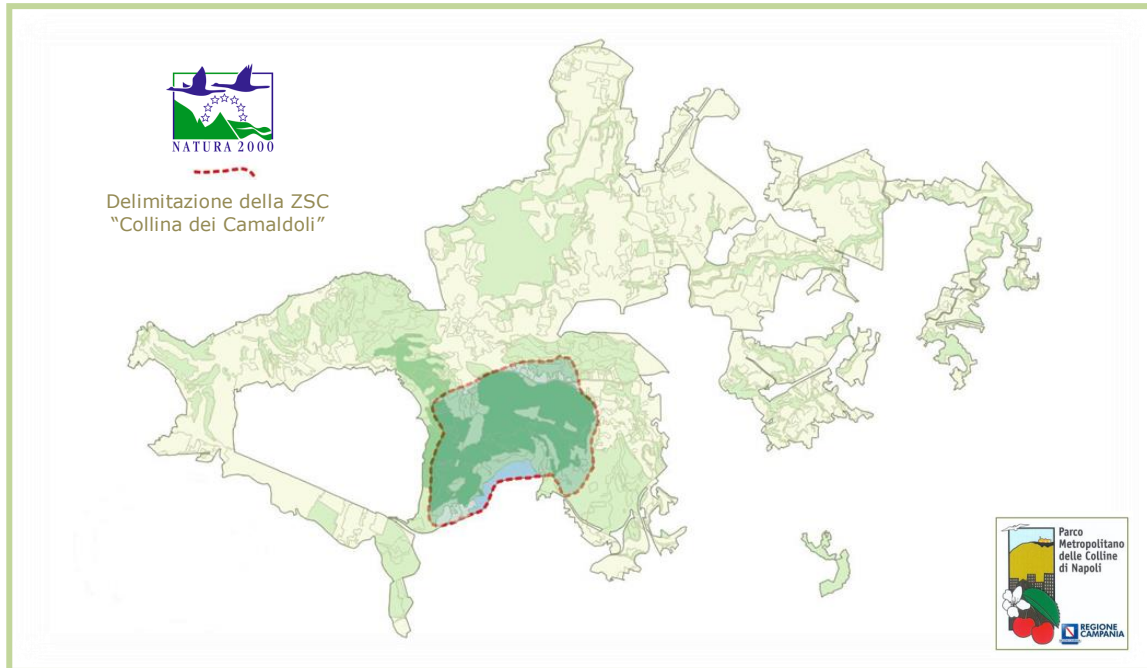 NATURA 2000
Delimitazione della ZSC
“Collina dei Camaldoli”
Parco
Metropolitano
delle Colline
di Napoli
REGIONE
CAMPANIA